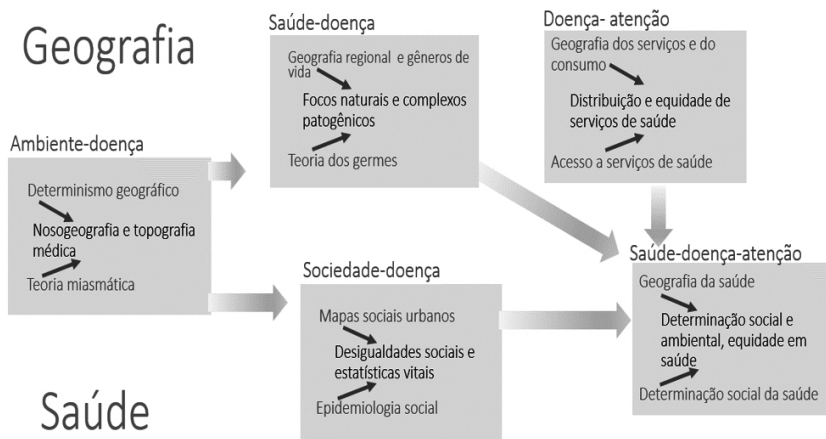 Geografia
Saúde-doença
Geografia regional e gêneros de
vida
Focos naturais e complexos
patogênicos
Teoria dos germes
Doença- atenção
Geografia dos serviços e do
consumo
Distribuição e equidade de
serviços de saúde
Acesso a serviços de saúde
Ambiente-doença
Determinismo geográfico
Nosogeografia e topografia
médica
Teoria miasmática
Sociedade-doença
Mapas sociais urbanos
Desigualdades sociais e
estatísticas vitais
Epidemiologia social
Saúde-doença-atenção
Geografia da saúde
Determinação social e
ambiental, equidade em
saúde
Determinação social da saúde
Saúde